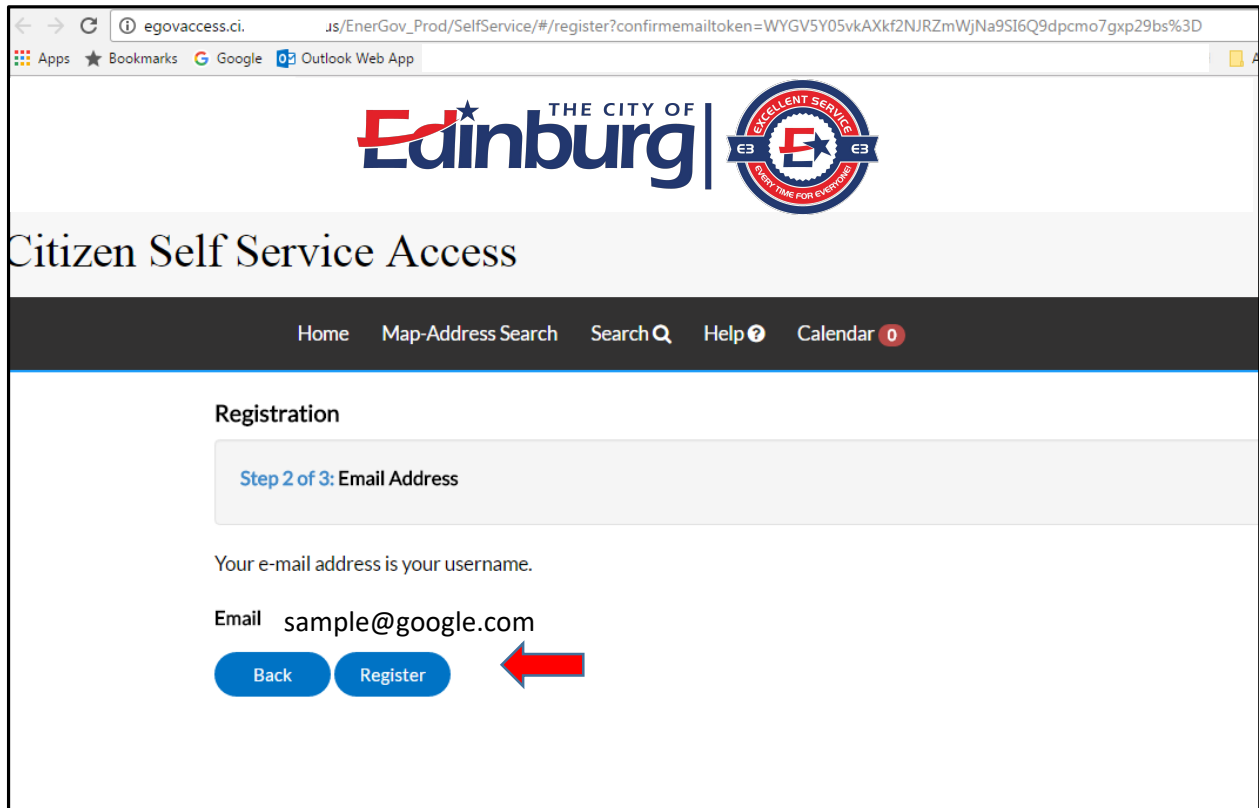 egovaccess.ci. us/EnerGov_Prod/SelfService/#/register?confirmemailtoken=WYGV5Y05vkAXkf2NJRZmWjNa9SI6Q9dpcmo7gxp29bs%3D
Apps Bookmarks G Google Outlook Web App
THE CITY OF
Edinburg
EXCELLENT SERVICE
E3 E E3
EVERY TIME FOR EVERYONE!
Citizen Self Service Access
Home Map-Address Search Search Help Calendar 0
Registration
Step 2 of 3: Email Address
Your e-mail address is your username.
Email sample@google.com
Back Register